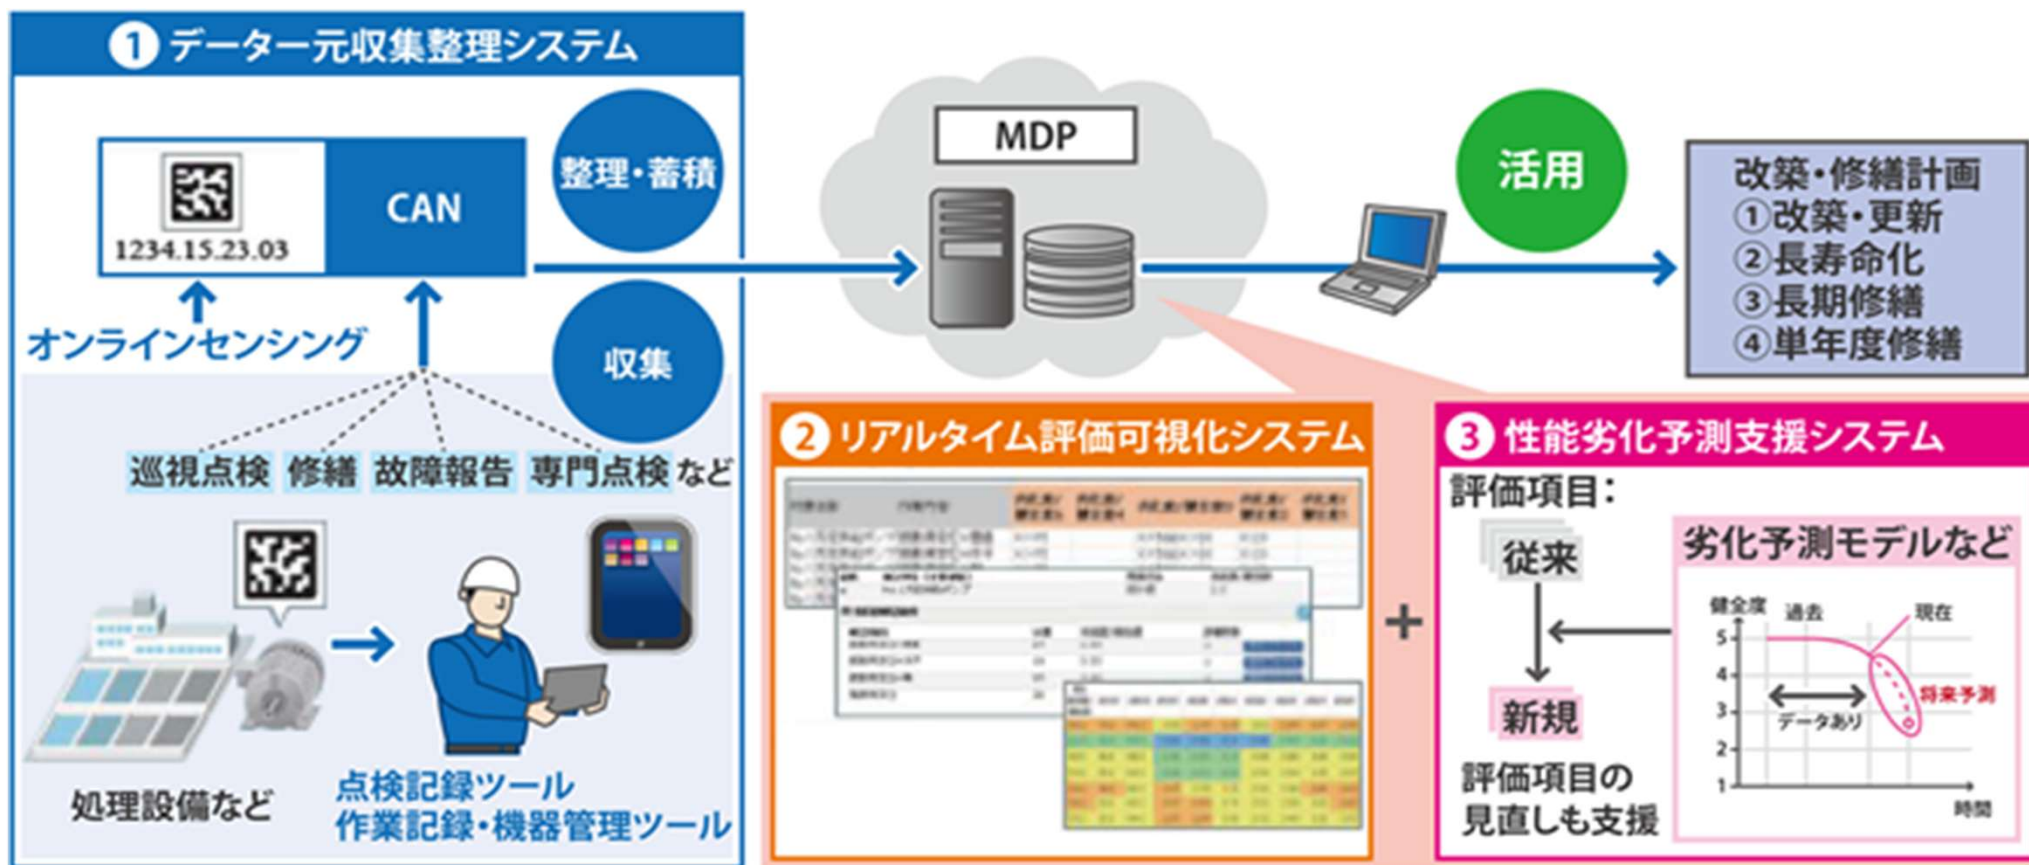 1 データ一元収集整理システム
整理・蓄積
CAN
1234.15.23.03
オンラインセンシング
収集
巡視点検 修繕 故障報告 専門点検 など
処理設備など
点検記録ツール
作業記録・機器管理ツール
MDP
活用
改築・修繕計画
①改築・更新
②長寿命化
③長期修繕
④単年度修繕
2 リアルタイム評価可視化システム
+
3 性能劣化予測支援システム
評価項目：
従来
新規
評価項目の
見直しも支援
劣化予測モデルなど
健全度
過去
現在
5
4
3
2
1
データあり
将来予測
時間